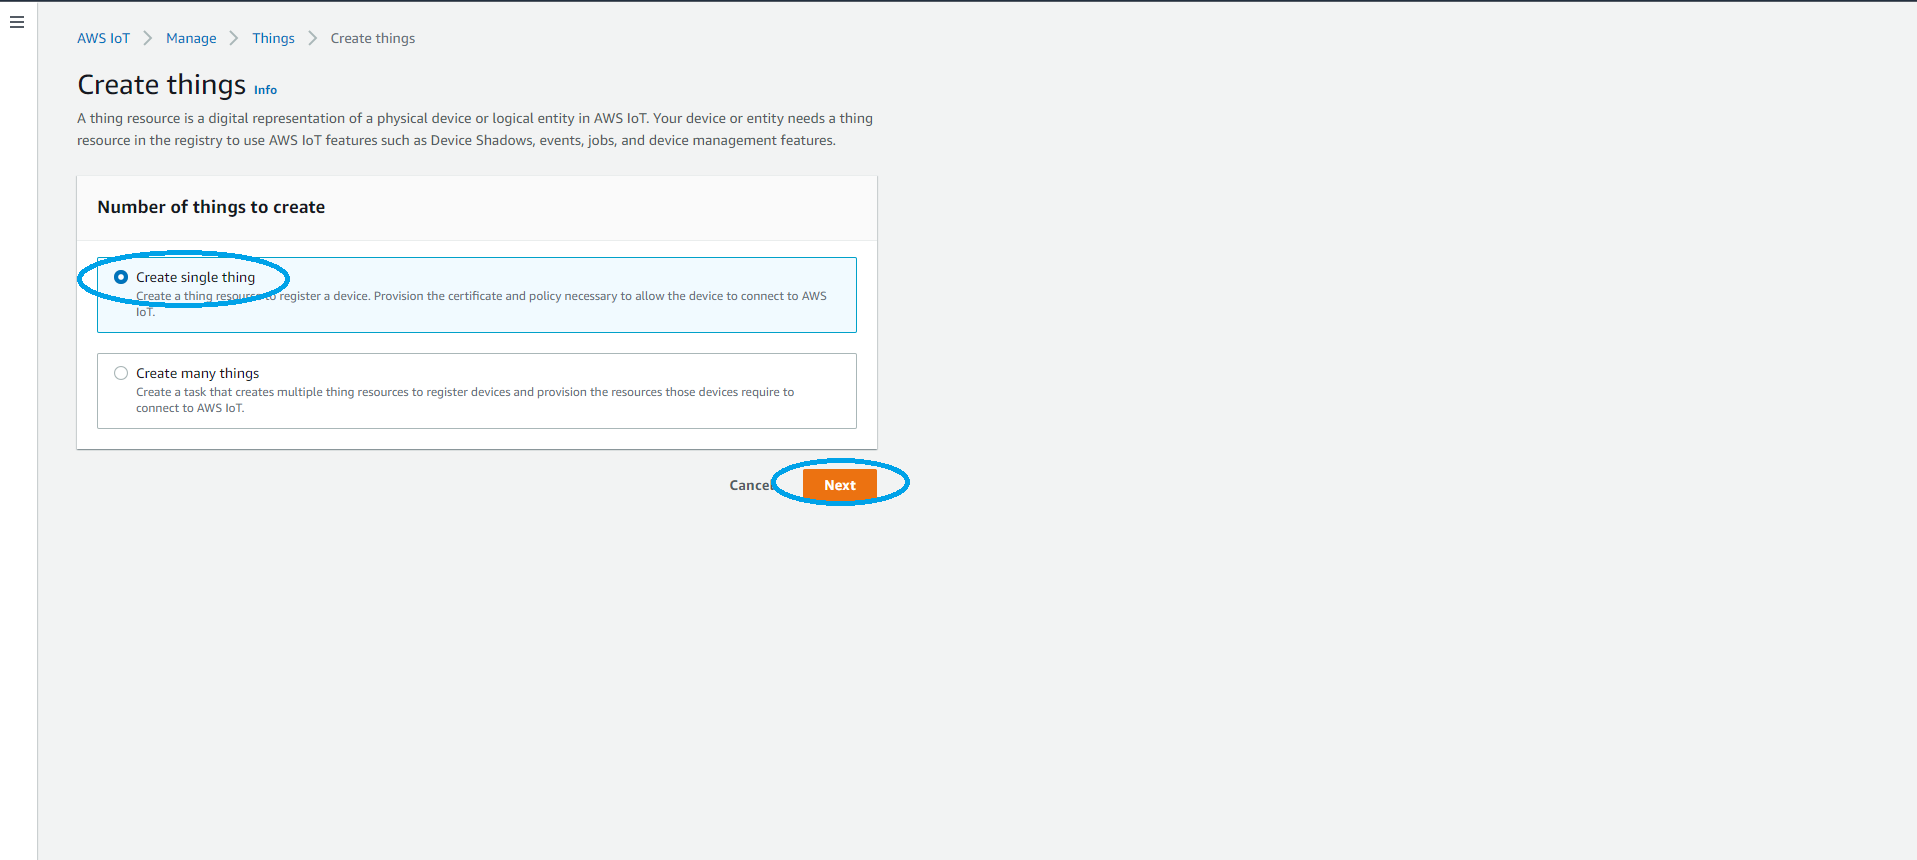 AWS IoT > Manage > Things > Create things
Create things Info
A thing resource is a digital representation of a physical device or logical entity in AWS IoT. Your device or entity needs a thing
resource in the registry to use AWS IoT features such as Device Shadows, events, jobs, and device management features.
Number of things to create
Create single thing
Create a thing resource to register a device. Provision the certificate and policy necessary to allow the device to connect to AWS
IoT.
Create many things
Create a task that creates multiple thing resources to register devices and provision the resources those devices require to
connect to AWS IoT.
Cancel Next